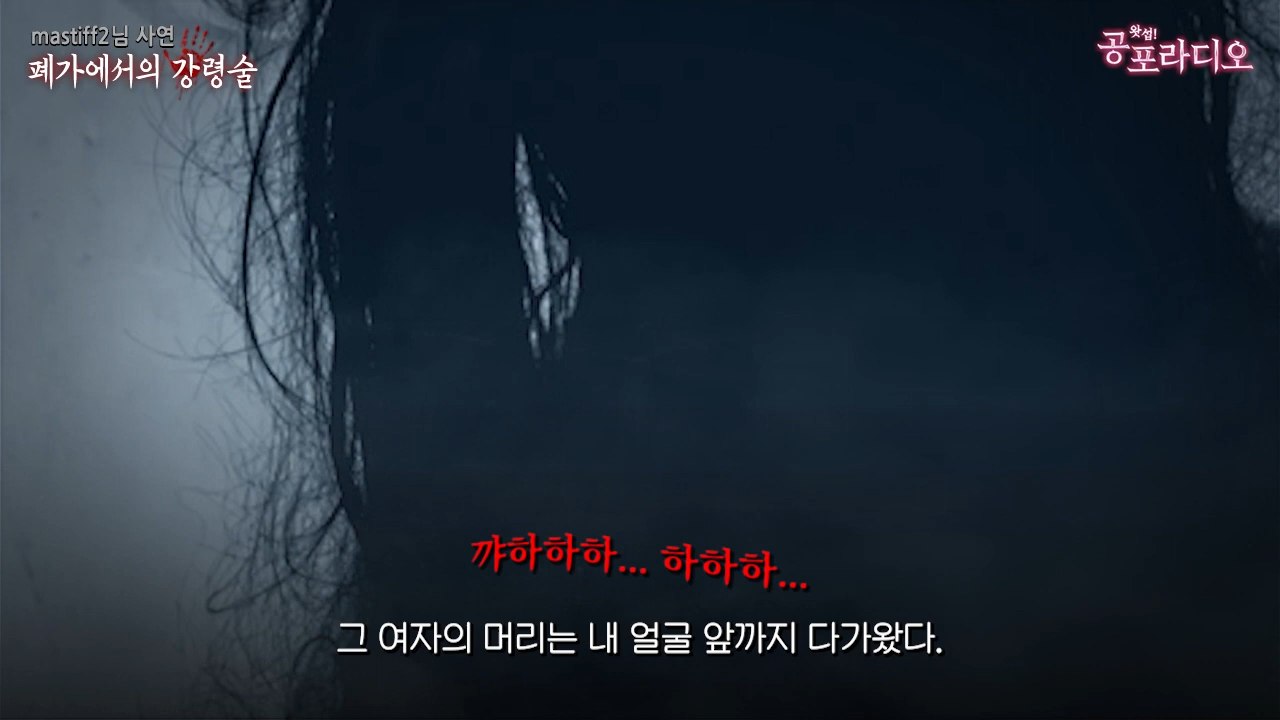 mastiff2님 사연
폐가에서의 강령술
왓섭!
공포라디오
꺄하하하... 하하하...
그 여자의 머리는 내 얼굴 앞까지 다가왔다.